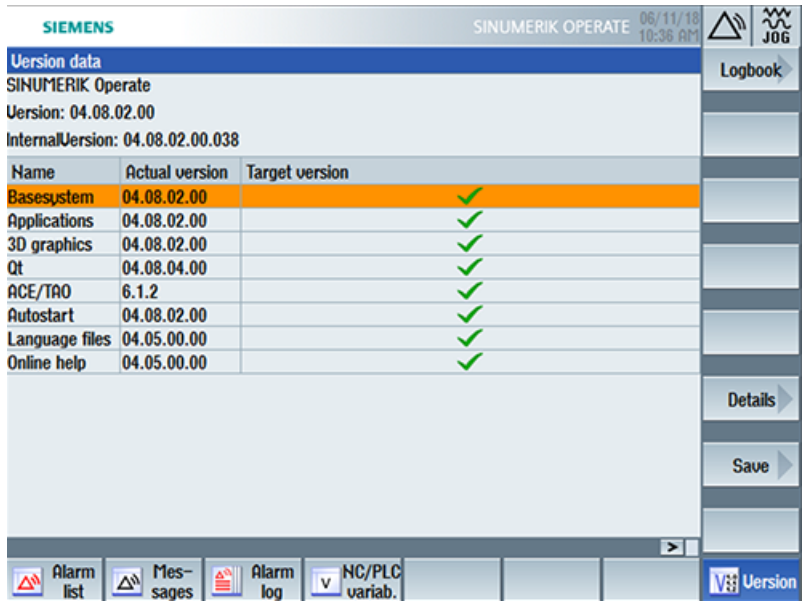 SIEMENS
SINUMERIK OPERATE
06/11/18
10:36 AM
JOG
Version data
SINUMERIK Operate
Version: 04.08.02.00
InternalVersion: 04.08.02.00.038
Name Actual version Target version
Basesystem 04.08.02.00
Applications 04.08.02.00
3D graphics 04.08.02.00
Qt 04.08.04.00
ACE/TAO 6.1.2
Autostart 04.08.02.00
Language files 04.05.00.00
Online help 04.05.00.00
Logbook
Details
Save
>
Alarm
list
Mes-
sages
Alarm
log
V
NC/PLC
variab.
Version